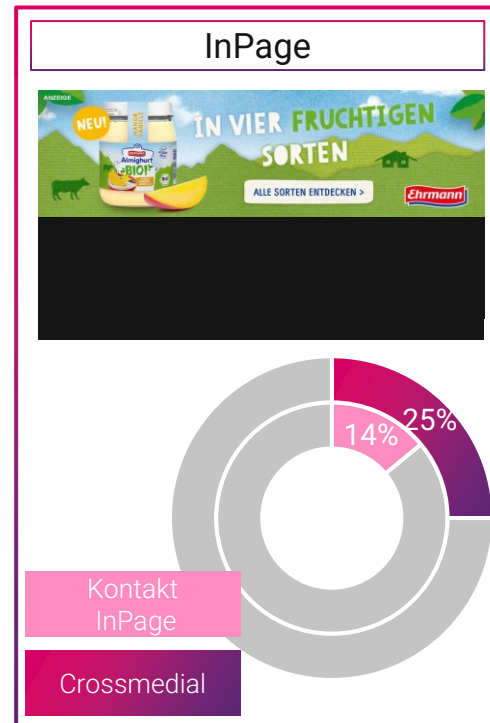 InPage
ANZEIGE
NEU!
IN VIER FRUCHTIGEN
SORTEN
Almighurt
BIO!
ALLE SORTEN ENTDECKEN >
Ehrmann
25%
14%
Kontakt
InPage
Crossmedial